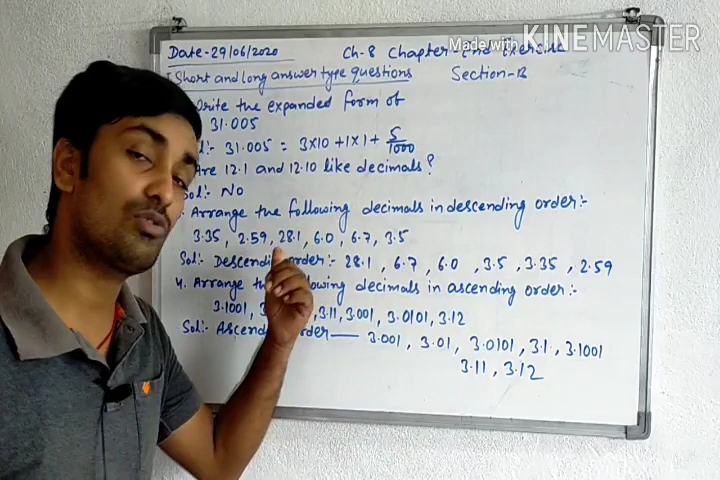 Date-29/06/2020 Ch-8 Chapter-End Exercise
Made with KINEMASTER
I Short and long answer type questions Section-B
Write the expanded form of
31.005
Sol:- 31.005 = 3×10 + 1×1 + 5/1000
Are 12.1 and 12.10 like decimals?
Sol:- No
Arrange the following decimals in descending order:-
3.35, 2.59, 28.1, 6.0, 6.7, 3.5
Sol:- Descending order:- 28.1, 6.7, 6.0, 3.5, 3.35, 2.59
4. Arrange the following decimals in ascending order:-
3.1001, 3.11, 3.001, 3.0101, 3.12
Sol:- Ascending order — 3.001, 3.01, 3.0101, 3.1, 3.1001
3.11, 3.12